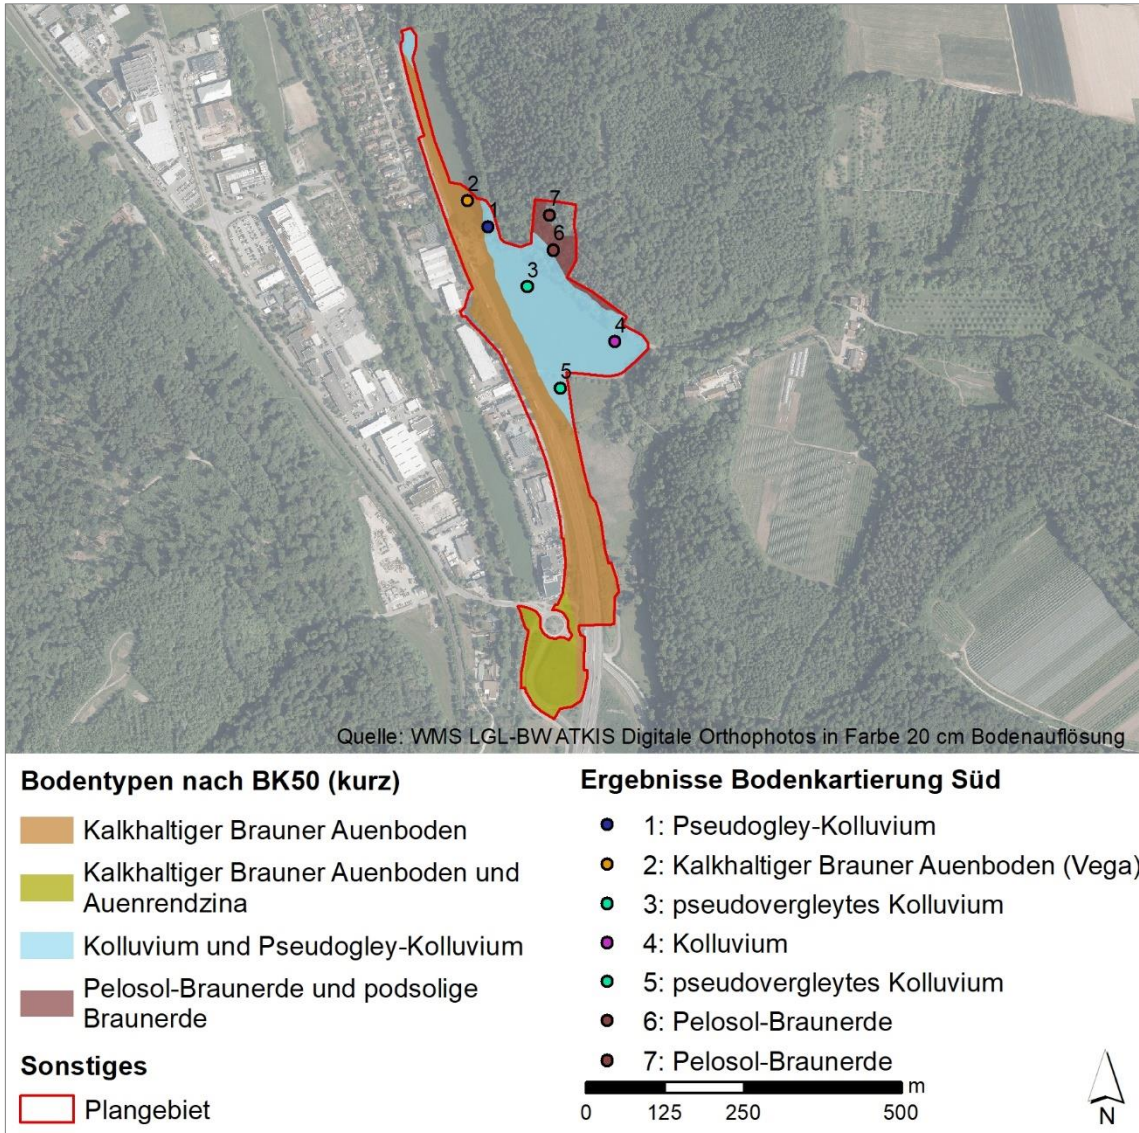 2
1
7
6
3
4
5
Quelle: WMS LGL-BW ATKIS Digitale Orthophotos in Farbe 20 cm Bodenauflösung
Bodentypen nach BK50 (kurz)
Kalkhaltiger Brauner Auenboden
Kalkhaltiger Brauner Auenboden und
Auenrendzina
Kolluvium und Pseudogley-Kolluvium
Pelosol-Braunerde und podsolige
Braunerde
Sonstiges
Plangebiet
Ergebnisse Bodenkartierung Süd
1: Pseudogley-Kolluvium
2: Kalkhaltiger Brauner Auenboden (Vega)
3: pseudovergleytes Kolluvium
4: Kolluvium
5: pseudovergleytes Kolluvium
6: Pelosol-Braunerde
7: Pelosol-Braunerde
m
0 125 250 500
N